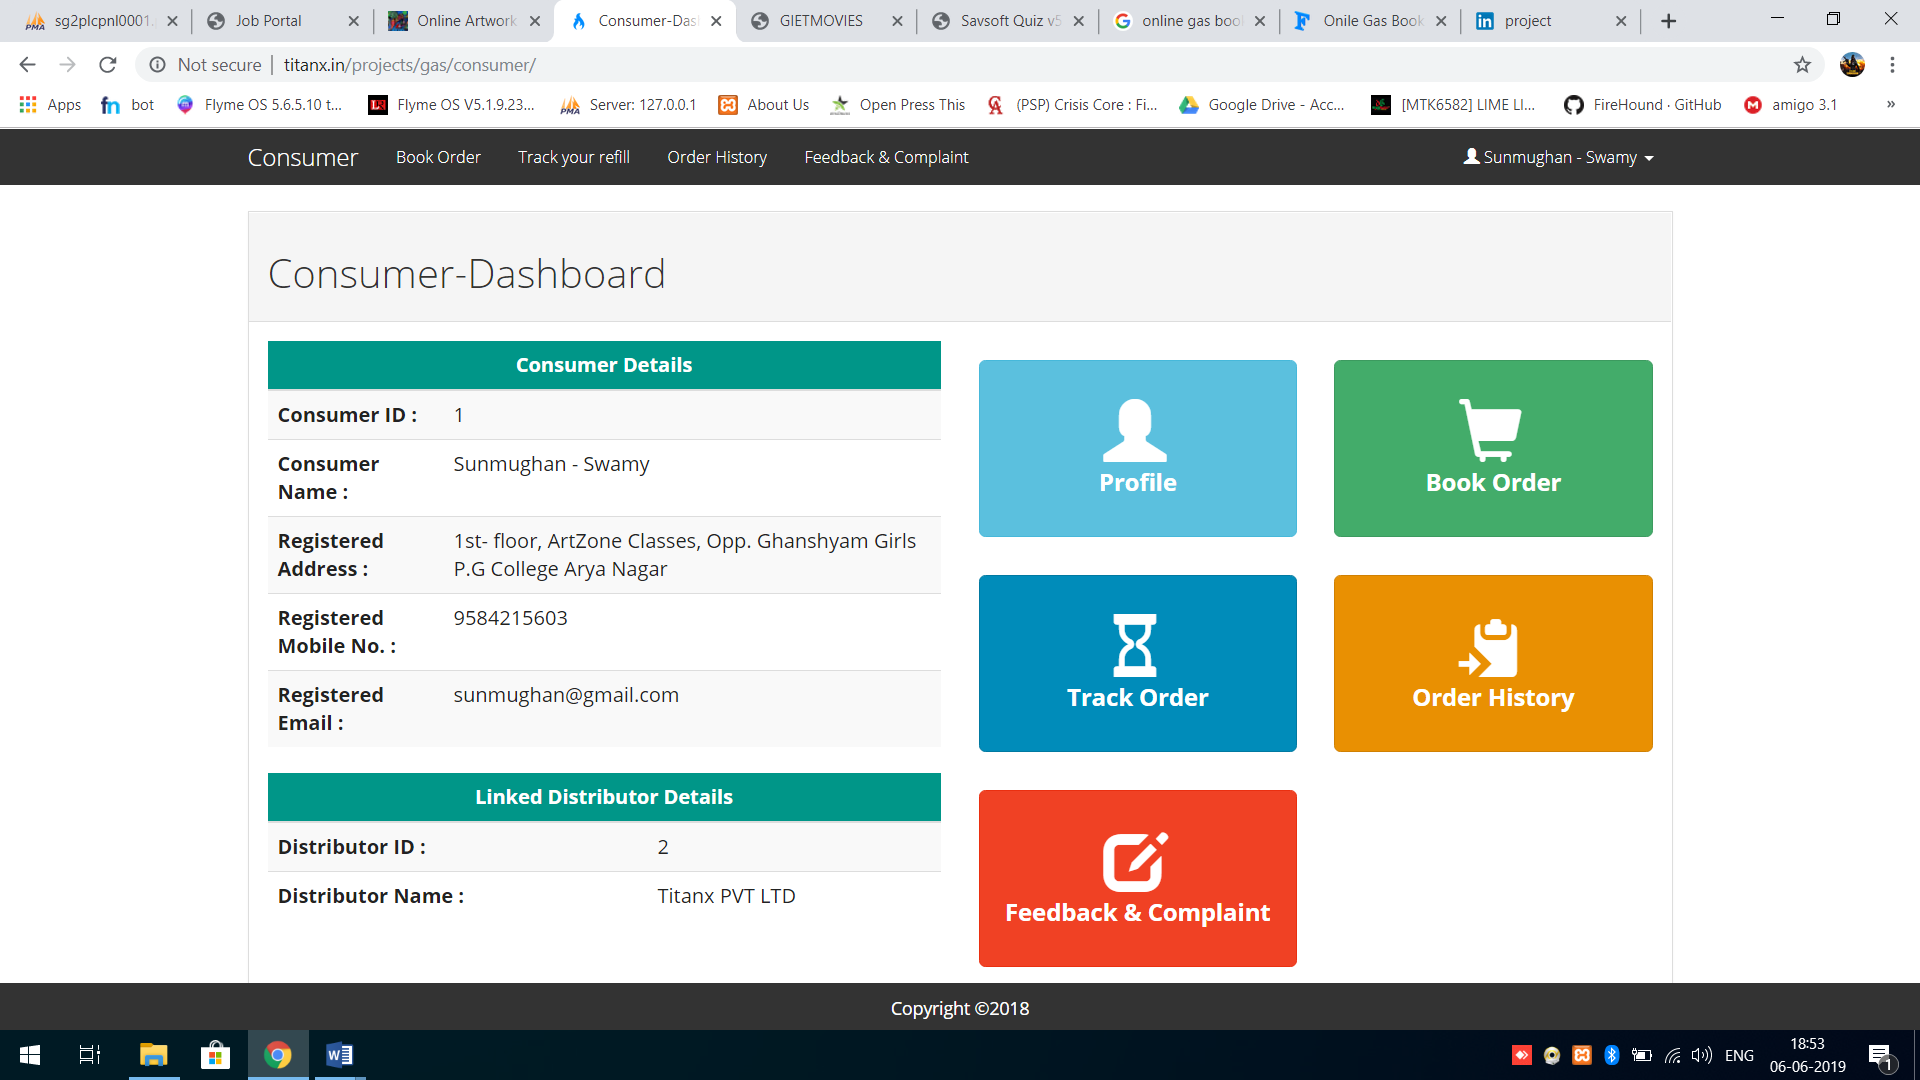 sg2plcpnl0001.
Job Portal
Online Artwork
Consumer-Das
GIETMOVIES
Savsoft Quiz v5
online gas boo
Onile Gas Book
project
Not secure | titanx.in/projects/gas/consumer/
Apps
bot
Flyme OS 5.6.5.10 t...
Flyme OS V5.1.9.23...
Server: 127.0.0.1
About Us
Open Press This
(PSP) Crisis Core : Fi...
Google Drive - Acc...
[MTK6582] LIME LI...
FireHound · GitHub
amigo 3.1
»
Consumer
Book Order
Track your refill
Order History
Feedback & Complaint
Sunmughan - Swamy
Consumer-Dashboard
Consumer Details
Consumer ID : 1
Consumer Name : Sunmughan - Swamy
Registered Address : 1st- floor, ArtZone Classes, Opp. Ghanshyam Girls
P.G College Arya Nagar
Registered Mobile No. : 9584215603
Registered Email : sunmughan@gmail.com
Linked Distributor Details
Distributor ID : 2
Distributor Name : Titanx PVT LTD
Profile
Book Order
Track Order
Order History
Feedback & Complaint
Copyright ©2018
ENG
18:53
06-06-2019
1